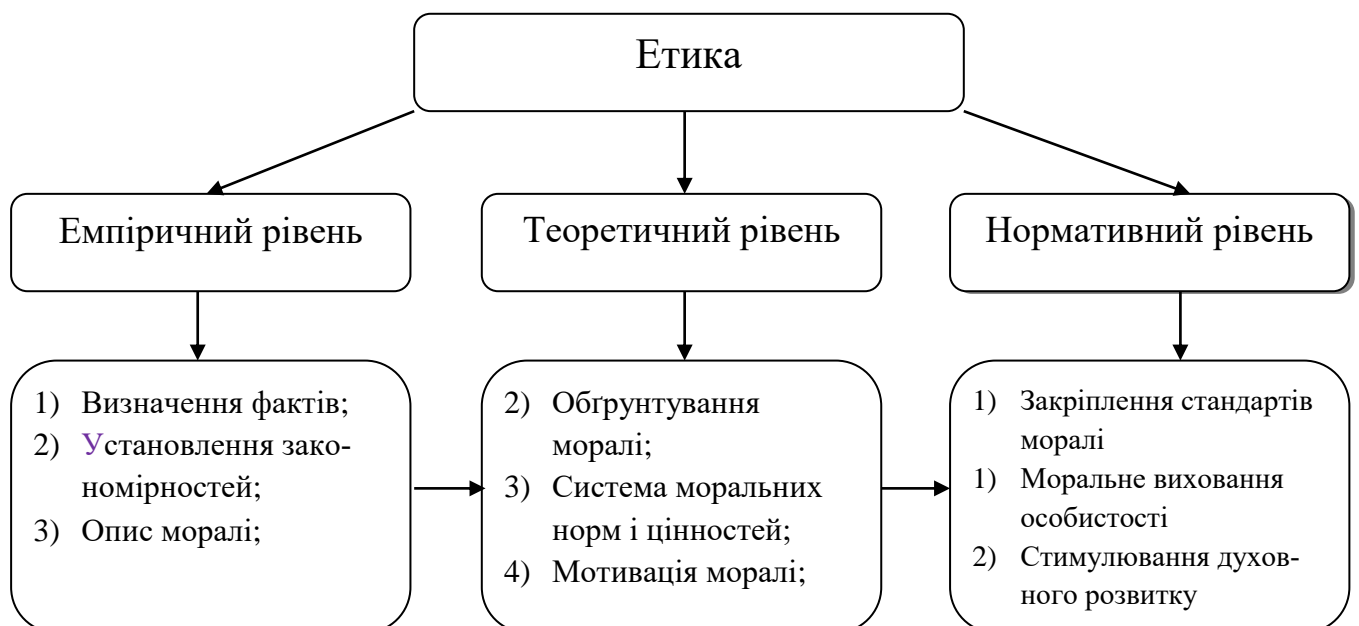 Етика
Емпіричний рівень
Теоретичний рівень
Нормативний рівень
1) Визначення фактів;
2) Установлення зако-
номірностей;
3) Опис моралі;
2) Обґрунтування
моралі;
3) Система моральних
норм і цінностей;
4) Мотивація моралі;
1) Закріплення стандартів
моралі
1) Моральне виховання
особистості
2) Стимулювання духов-
ного розвитку